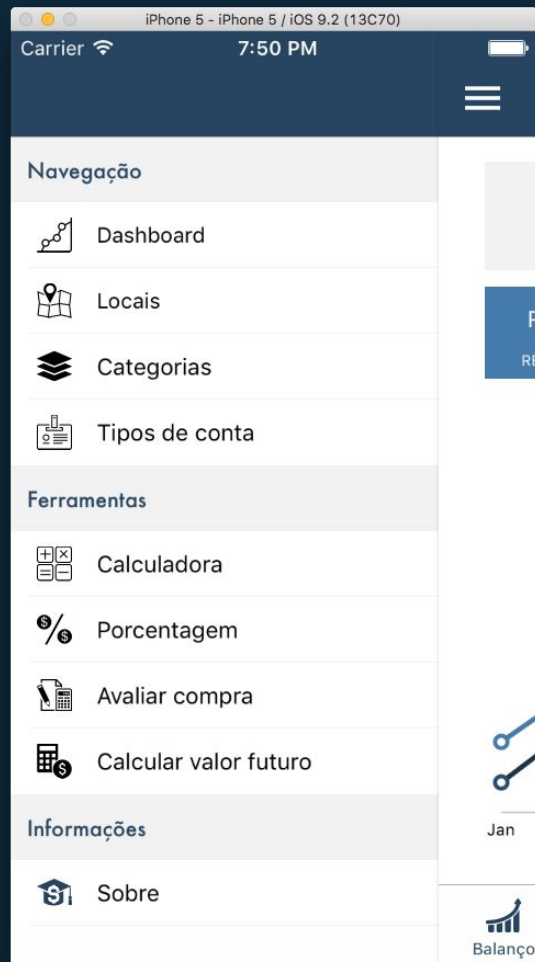 iPhone 5 - iPhone 5 / iOS 9.2 (13C70)
Carrier 7:50 PM
Navegação
Dashboard
Locais
Categorias
Tipos de conta
Ferramentas
Calculadora
Porcentagem
Avaliar compra
Calcular valor futuro
Informações
Sobre
Jan
Balanço